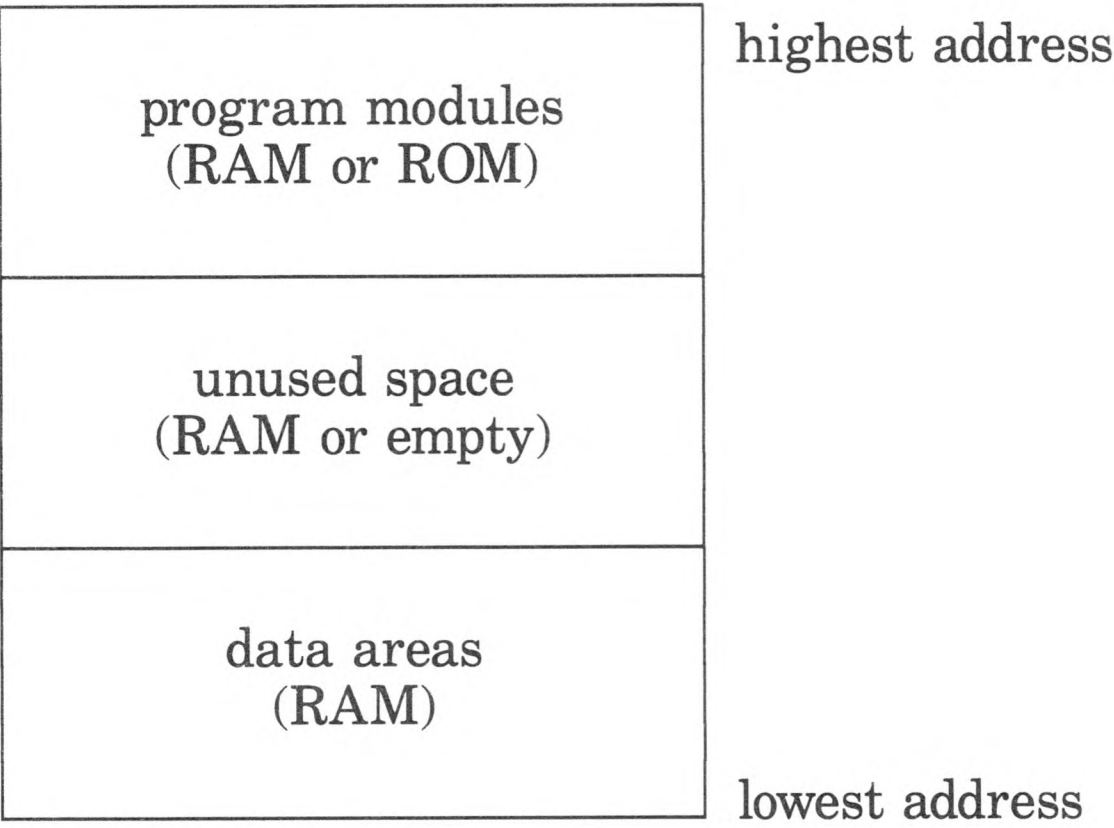 highest address
program modules
(RAM or ROM)
unused space
(RAM or empty)
data areas
(RAM)
lowest address